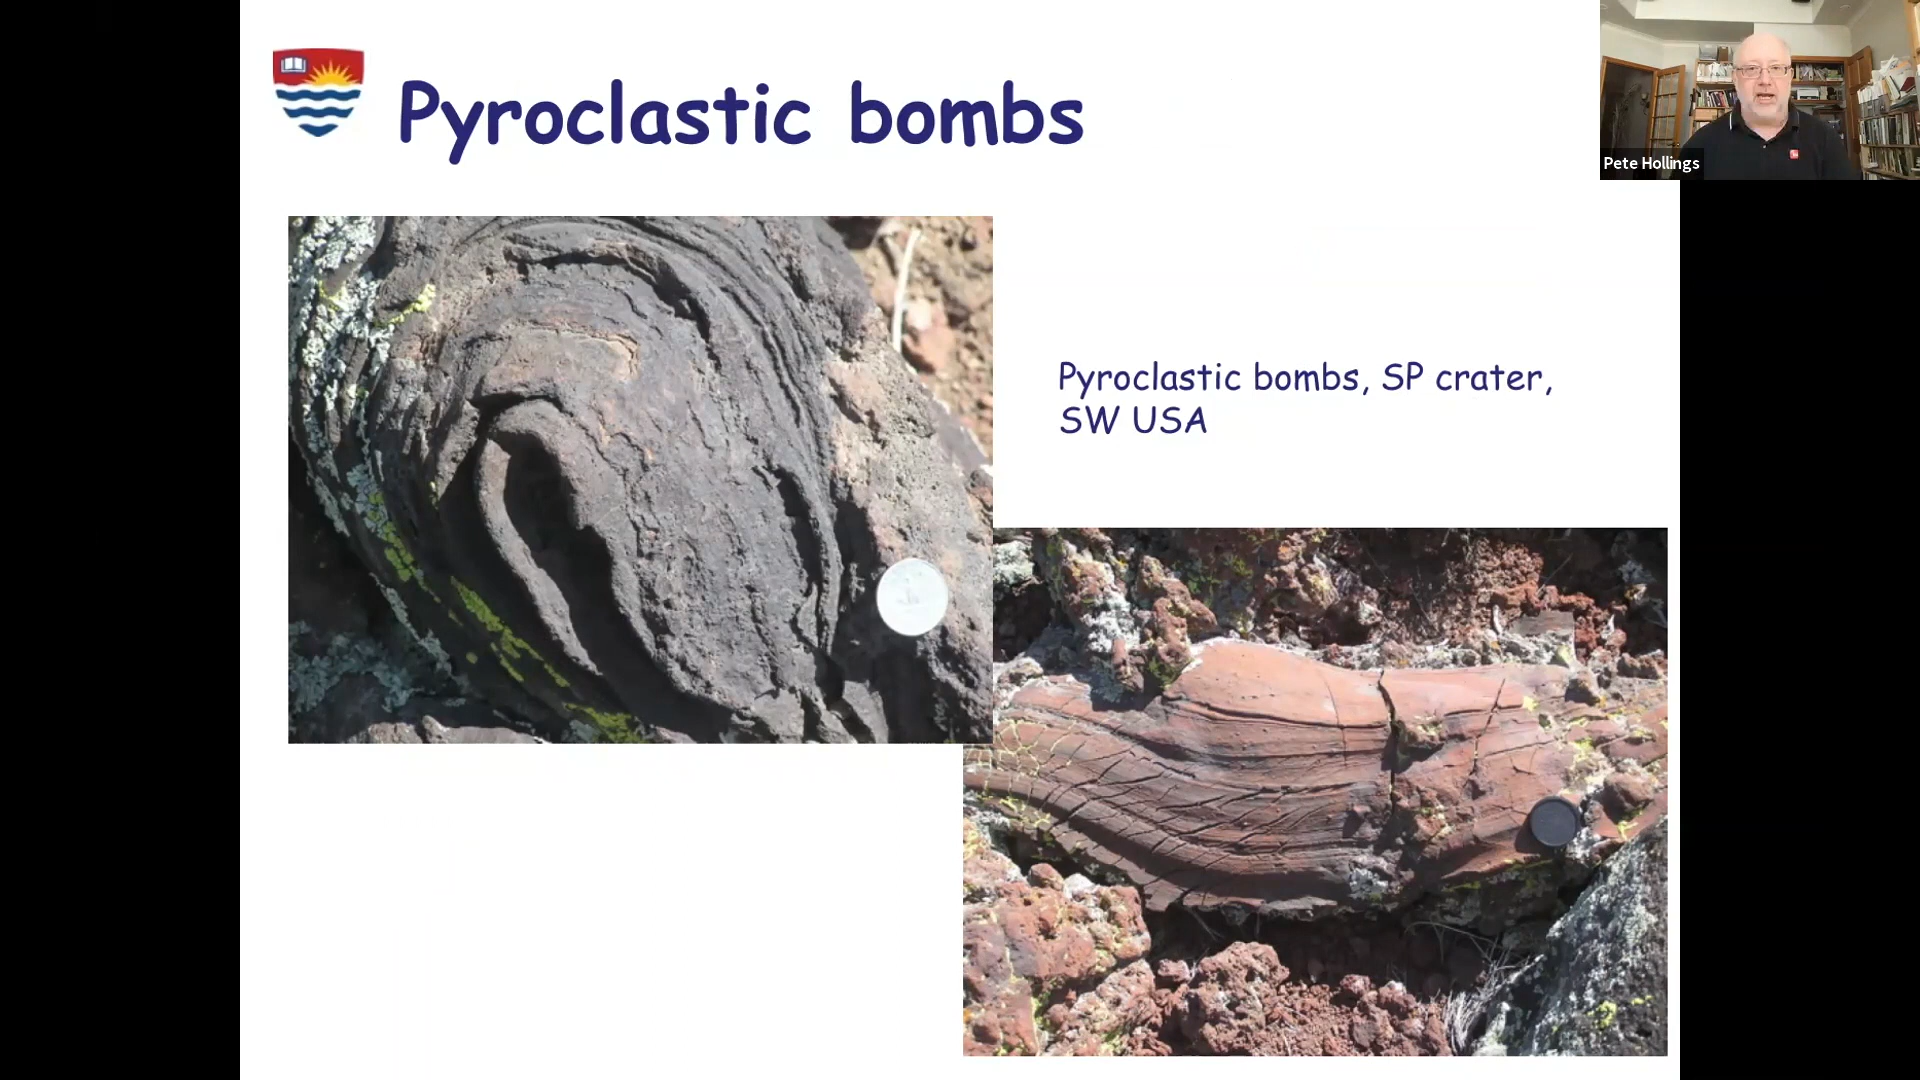 Pyroclastic bombs
Pete Hollings
Pyroclastic bombs, SP crater,
SW USA